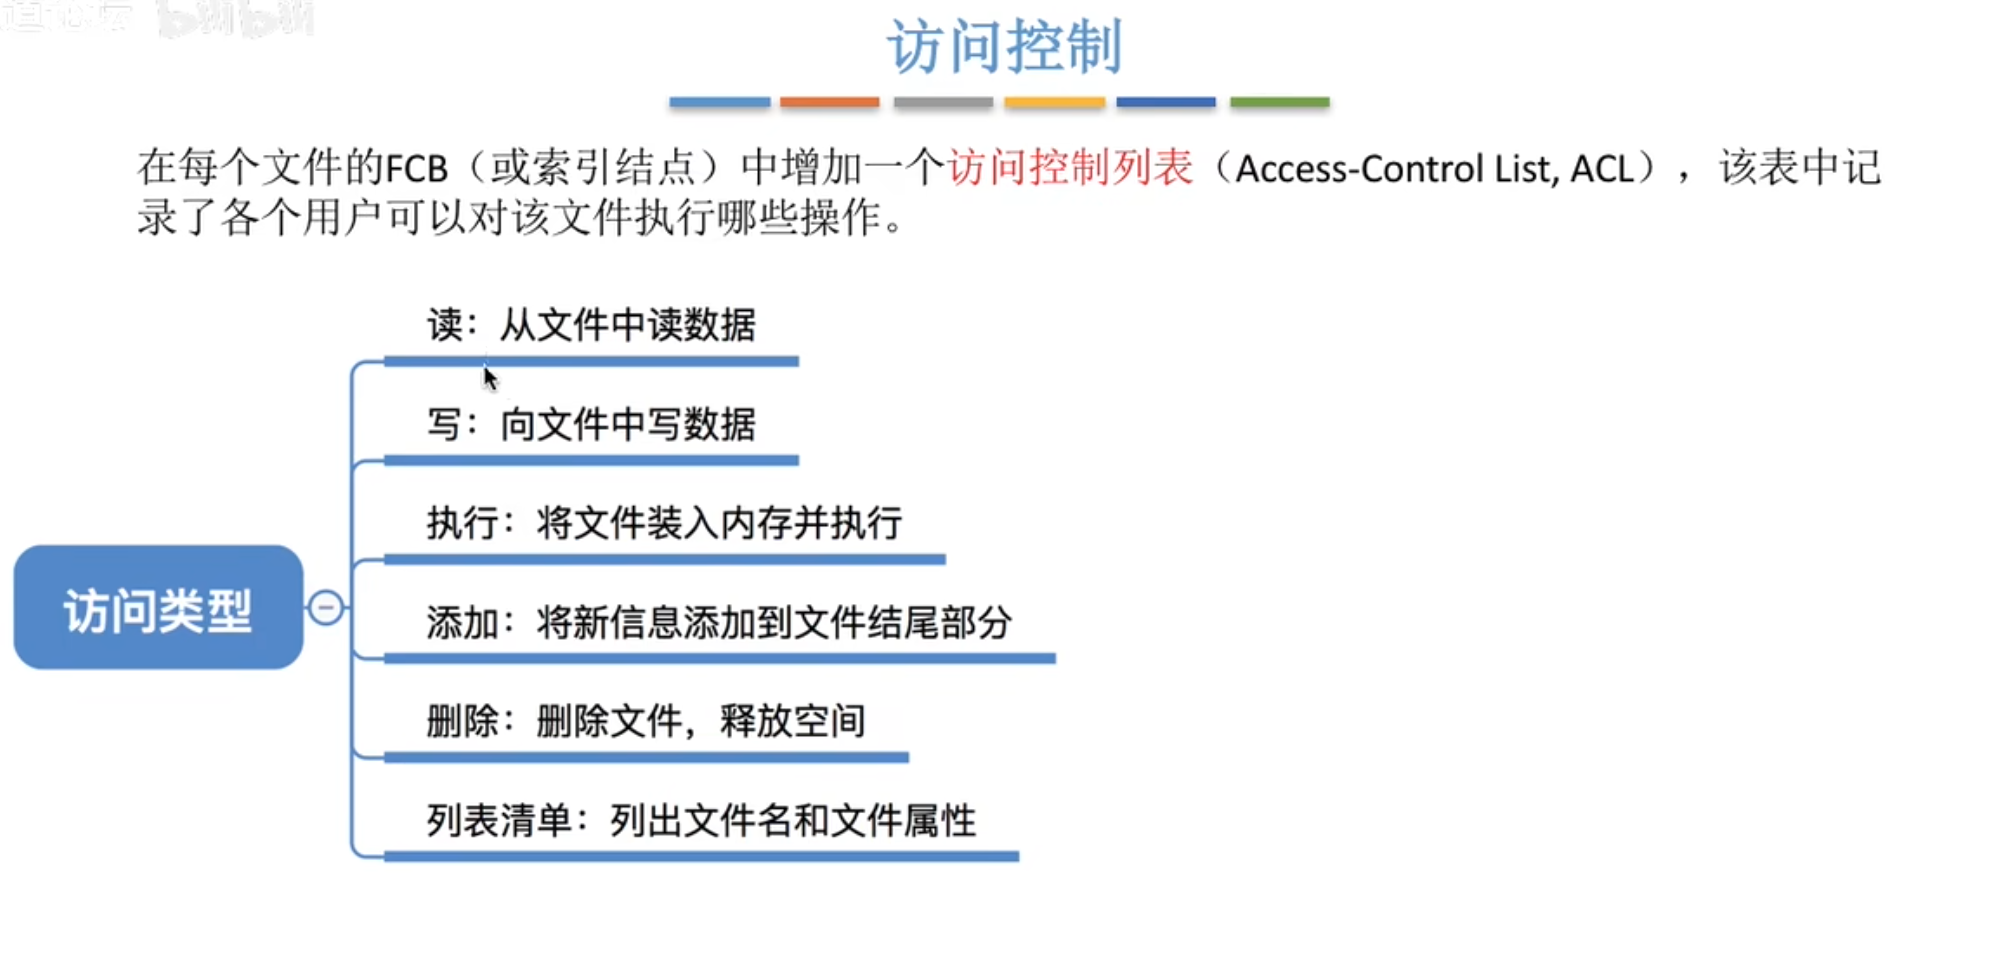 bilibili
访问控制
在每个文件的FCB（或索引结点）中增加一个访问控制列表（Access-Control List, ACL），该表中记
录了各个用户可以对该文件执行哪些操作。
读：从文件中读数据
写：向文件中写数据
执行：将文件装入内存并执行
访问类型
添加：将新信息添加到文件结尾部分
删除：删除文件，释放空间
列表清单：列出文件名和文件属性